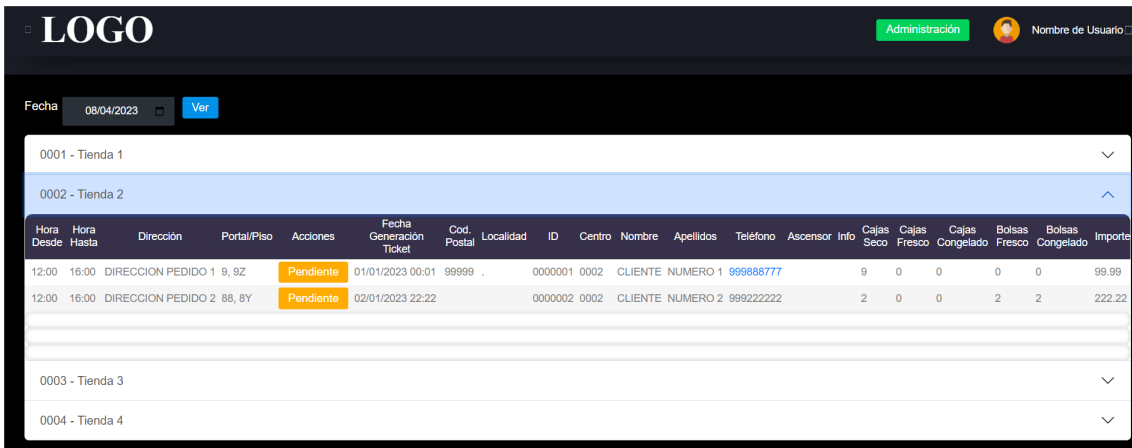 LOGO
Administración
Nombre de Usuario
Fecha 08/04/2023 Ver
0001 - Tienda 1
0002 - Tienda 2
Hora Desde Hora Hasta Dirección Portal/Piso Acciones Fecha Generación Ticket Cod. Postal Localidad ID Centro Nombre Apellidos Teléfono Ascensor Info Cajas Seco Cajas Fresco Cajas Congelado Bolsas Fresco Bolsas Congelado Importe
12:00 16:00 DIRECCION PEDIDO 1 9, 9Z Pendiente 01/01/2023 00:01 99999 . 0000001 0002 CLIENTE NUMERO 1 999888777 9 0 0 0 0 99.99
12:00 16:00 DIRECCION PEDIDO 2 88, 8Y Pendiente 02/01/2023 22:22 0000002 0002 CLIENTE NUMERO 2 999222222 2 0 0 2 2 222.22
0003 - Tienda 3
0004 - Tienda 4